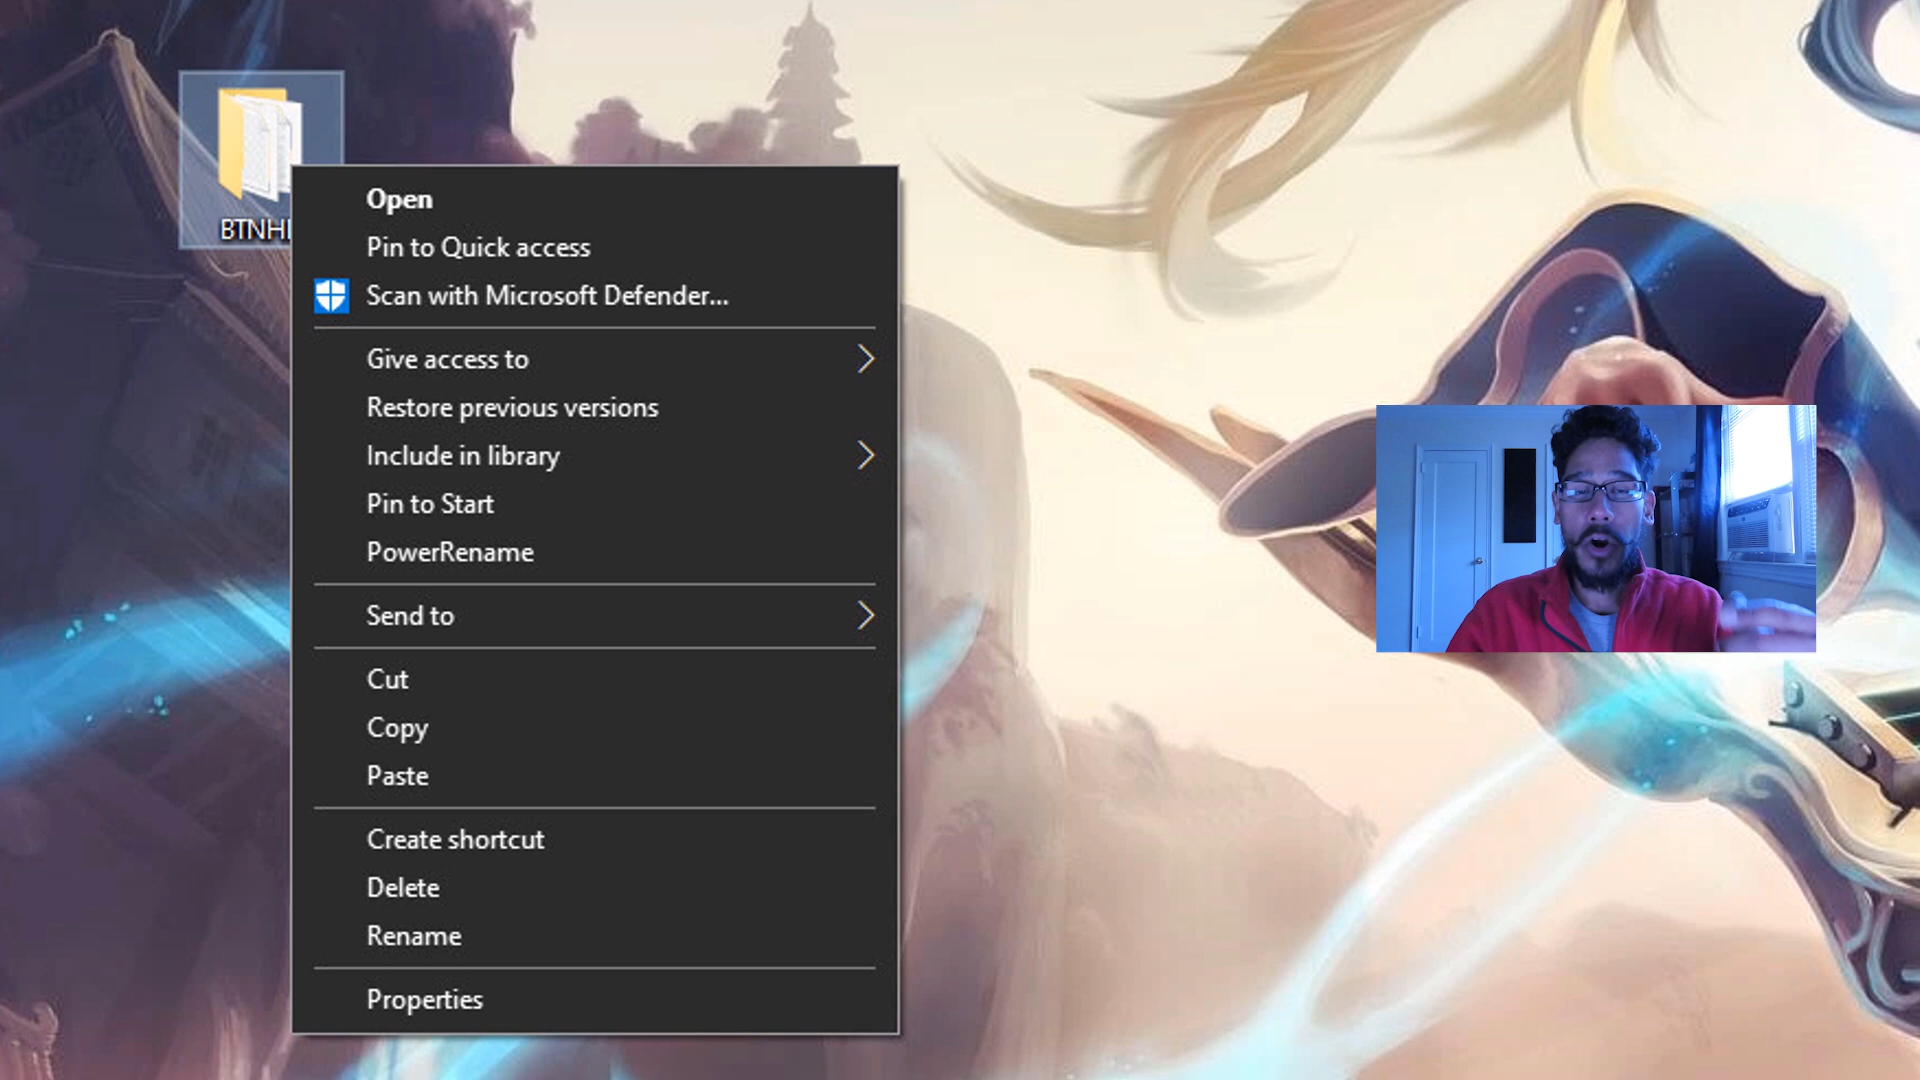 Open
Pin to Quick access
Scan with Microsoft Defender...
Give access to
Restore previous versions
Include in library
Pin to Start
PowerRename
Send to
Cut
Copy
Paste
Create shortcut
Delete
Rename
Properties